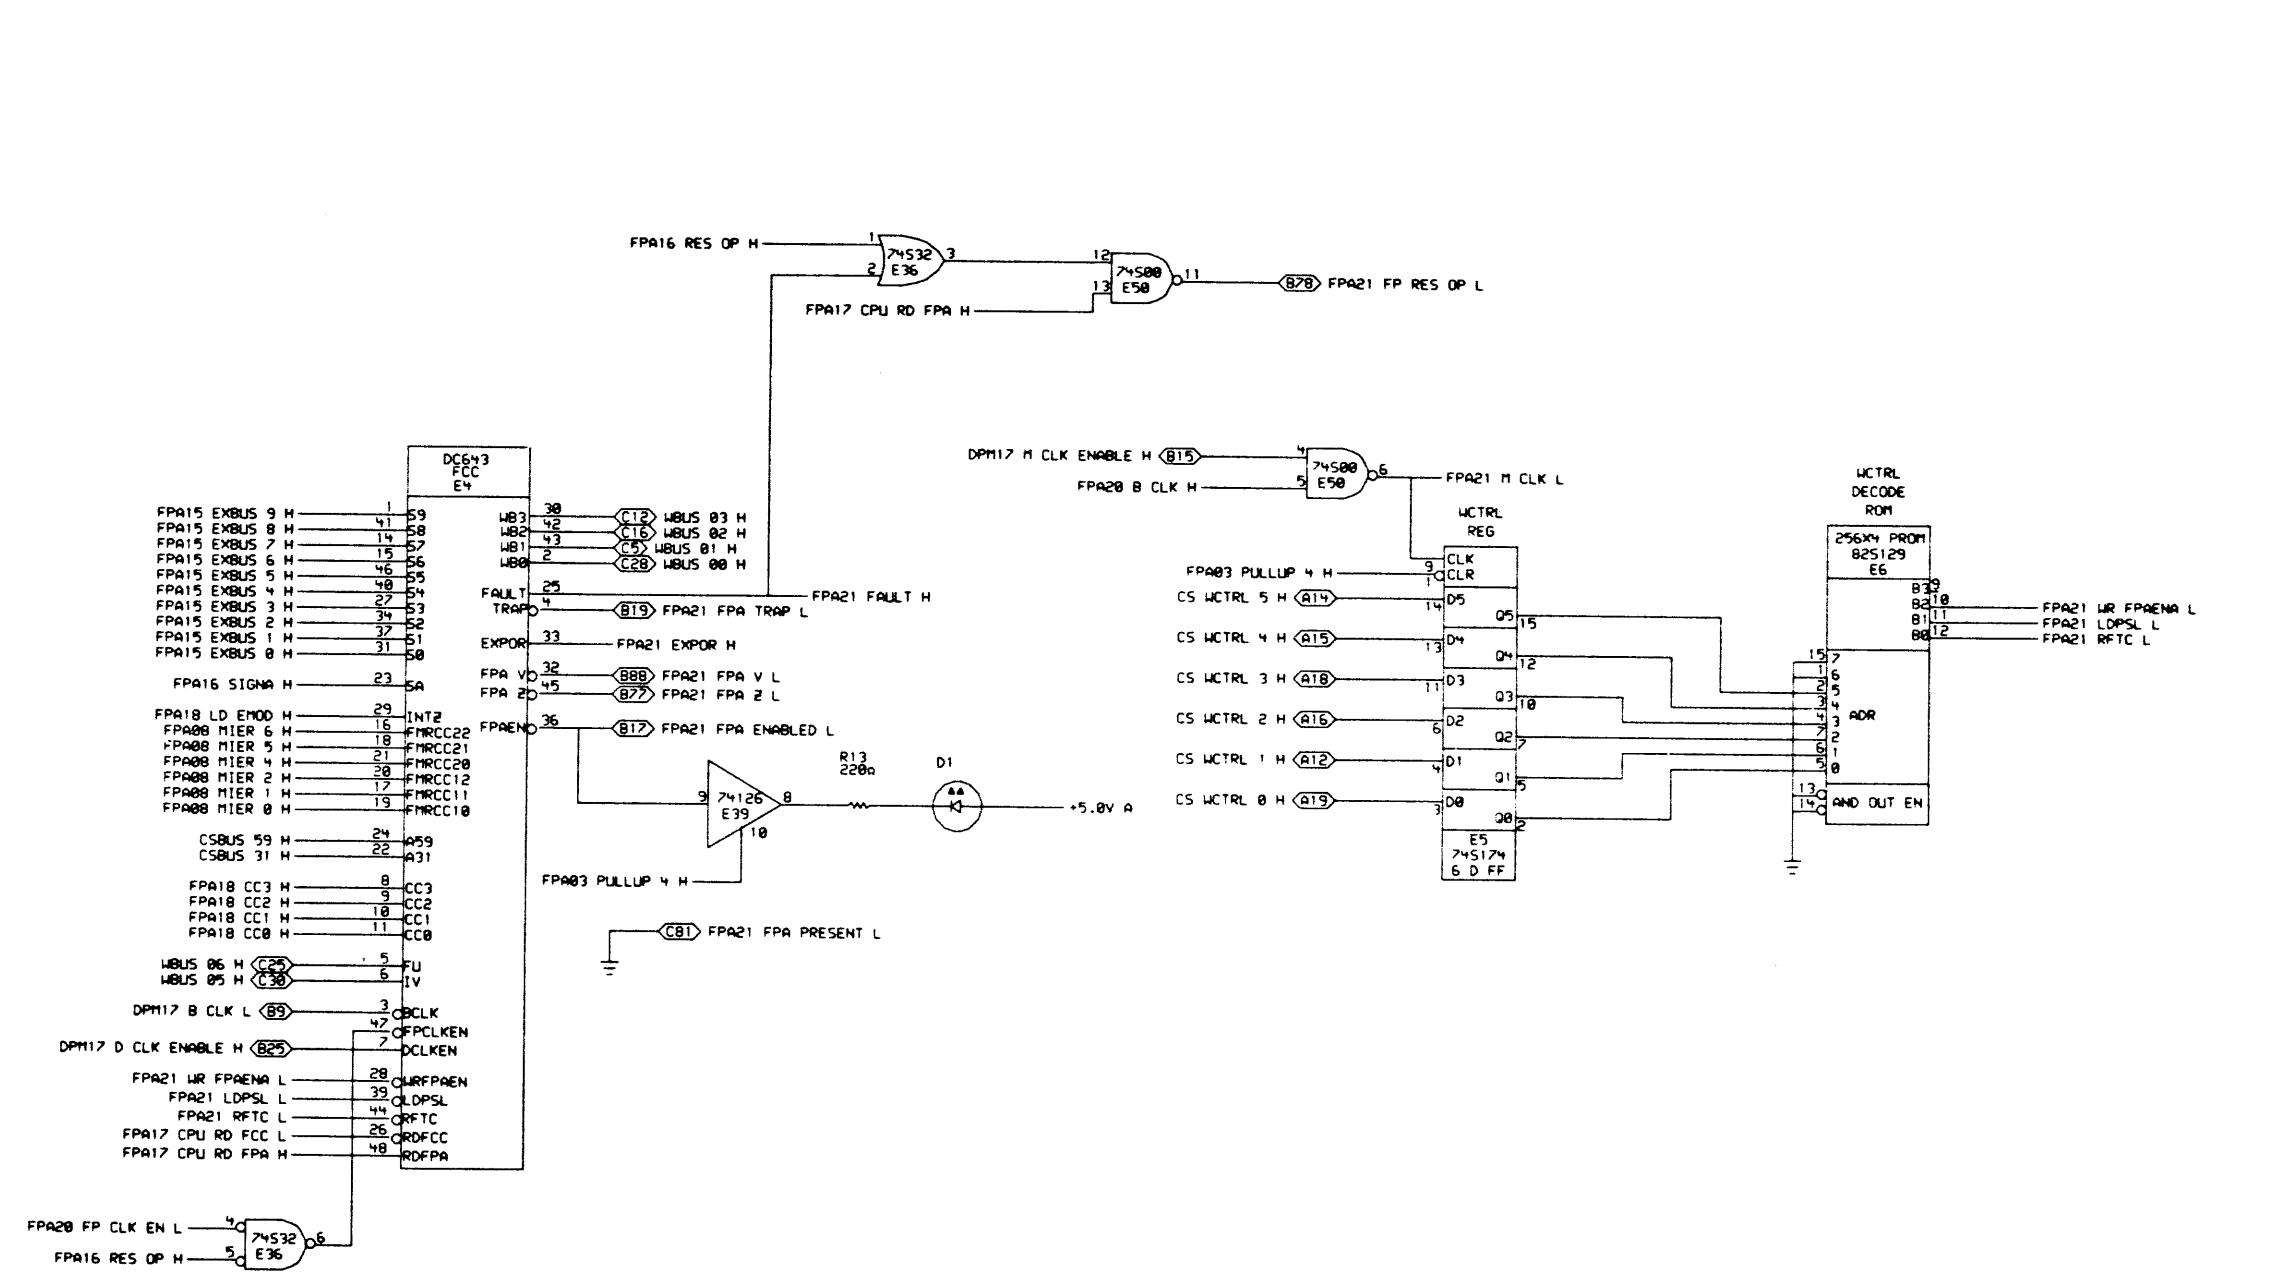 FPA16 RES OP H 1
2
74S32
E36
3
12
13
74S00
E50
11
B78 FPA21 FP RES OP L
FPA17 CPU RD FPA H
DPM17 M CLK ENABLE H B15 4
FPA20 B CLK H 5
74S00
E50
6
FPA21 M CLK L
DC643
FCC
E4
FPA15 EXBUS 9 H 1 S9
FPA15 EXBUS 8 H 41 S8
FPA15 EXBUS 7 H 14 S7
FPA15 EXBUS 6 H 15 S6
FPA15 EXBUS 5 H 46 S5
FPA15 EXBUS 4 H 40 S4
FPA15 EXBUS 3 H 27 S3
FPA15 EXBUS 2 H 34 S2
FPA15 EXBUS 1 H 37 S1
FPA15 EXBUS 0 H 31 S0
FPA16 SIGNA H 23 SA
FPA18 LD EMOD H 29 INTZ
FPA08 MIER 6 H 16 FMRCC22
FPA08 MIER 5 H 18 FMRCC21
FPA08 MIER 4 H 21 FMRCC20
FPA08 MIER 2 H 20 FMRCC12
FPA08 MIER 1 H 17 FMRCC11
FPA08 MIER 0 H 19 FMRCC10
CSBUS 59 H 24 A59
CSBUS 31 H 22 A31
FPA18 CC3 H 8 CC3
FPA18 CC2 H 9 CC2
FPA18 CC1 H 10 CC1
FPA18 CC0 H 11 CC0
WBUS 06 H C25 5 FU
WBUS 05 H C30 6 IV
DPM17 B CLK L B9 3 BCLK
47 FPCLKEN
DPM17 D CLK ENABLE H B25 7 DCLKEN
FPA21 WR FPAENA L 28 WRFPAEN
FPA21 LDPSL L 39 LDPSL
FPA21 RFTC L 44 RFTC
FPA17 CPU RD FCC L 26 RDFCC
FPA17 CPU RD FPA H 48 RDFPA
FPA20 FP CLK EN L 4
FPA16 RES OP H 5
74S32
E36
6
WB3 30 C12 WBUS 03 H
WB2 42 C16 WBUS 02 H
WB1 43 C5 WBUS 01 H
WB0 2 C28 WBUS 00 H
FAULT 25 FPA21 FAULT H
TRAP 4 B19 FPA21 FPA TRAP L
EXPOR 33 FPA21 EXPOR H
FPA V 32 B88 FPA21 FPA V L
FPA Z 45 B77 FPA21 FPA Z L
FPAEN 36 B17 FPA21 FPA ENABLED L
9
74126
E39
8
10
R13
220Ω
D1
+5.0V A
FPA03 PULLUP 4 H
C81 FPA21 FPA PRESENT L
WCTRL
REG
9 CLK
FPA03 PULLUP 4 H 1 CLR
CS WCTRL 5 H A14 14 D5
Q5 15
CS WCTRL 4 H A15 13 D4
Q4 12
CS WCTRL 3 H A18 11 D3
Q3 10
CS WCTRL 2 H A16 6 D2
Q2 7
CS WCTRL 1 H A12 4 D1
Q1 5
CS WCTRL 0 H A19 3 D0
Q0 2
E5
74S174
6 D FF
WCTRL
DECODE
ROM
256X4 PROM
82S129
E6
B3 9
B2 10 FPA21 WR FPAENA L
B1 11 FPA21 LDPSL L
B0 12 FPA21 RFTC L
15 7
1 6
2 5
3 4
4 3
7 2
6 1
5 0
ADR
13
14
AND OUT EN